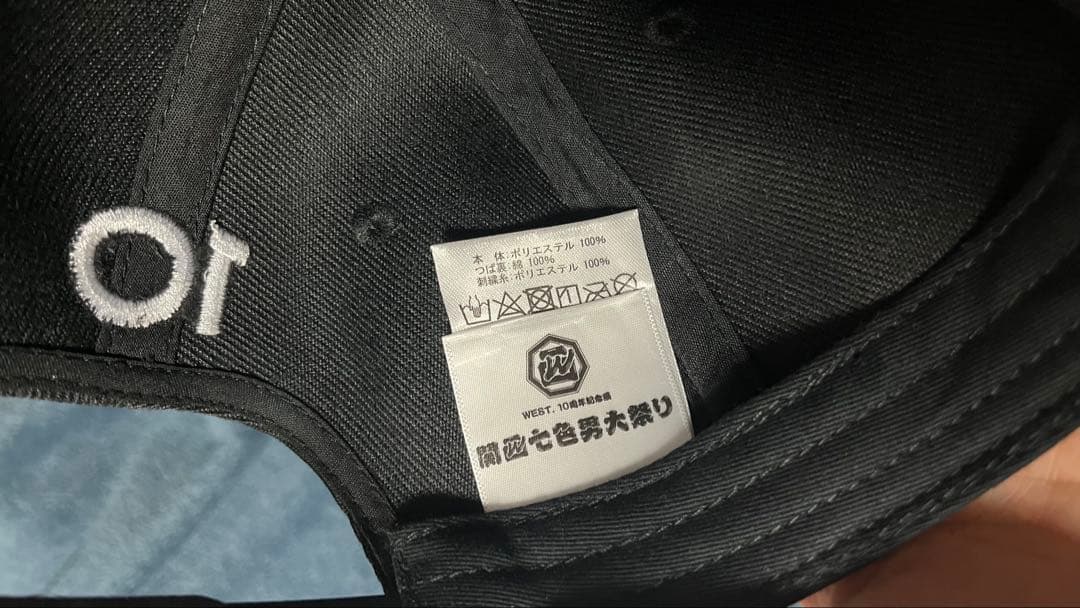 10
本 体:ポリエステル 100%
つば裏:綿 100%
刺繍糸:ポリエステル 100%
WEST. 10周年記念
関西七色男大祭り